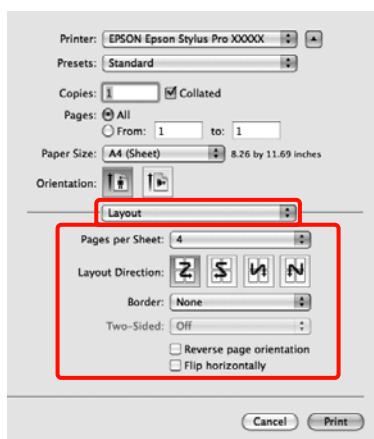 Printer: EPSON Epson Stylus Pro XXXXX
Presets: Standard
Copies: 1 Collated
Pages: All
From: 1 to: 1
Paper Size: A4 (Sheet) 8.26 by 11.69 inches
Orientation:
Layout
Pages per Sheet: 4
Layout Direction:
Border: None
Two-Sided: Off
Reverse page orientation
Flip horizontally
Cancel Print